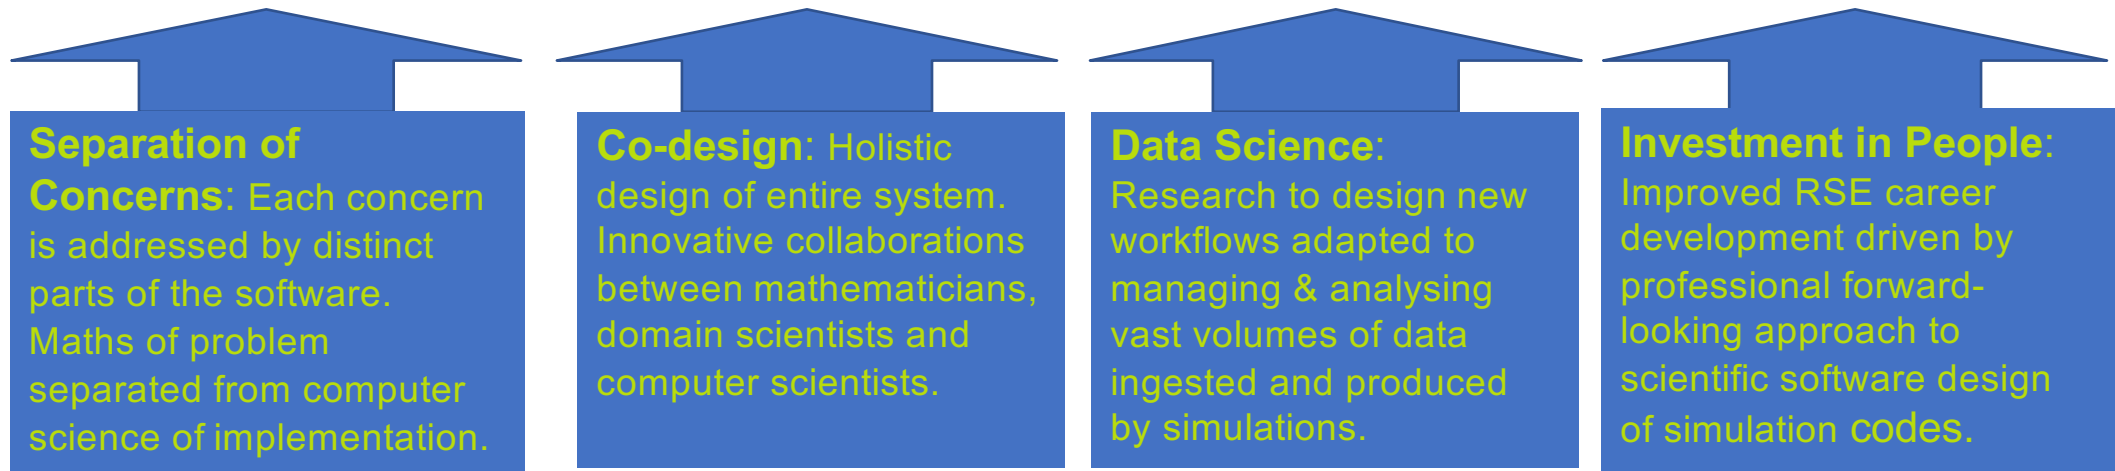 Separation of
Concerns: Each concern
is addressed by distinct
parts of the software.
Maths of problem
separated from computer
science of implementation.
Co-design: Holistic
design of entire system.
Innovative collaborations
between mathematicians,
domain scientists and
computer scientists.
Data Science:
Research to design new
workflows adapted to
managing & analysing
vast volumes of data
ingested and produced
by simulations.
Investment in People:
Improved RSE career
development driven by
professional forward-
looking approach to
scientific software design
of simulation codes.